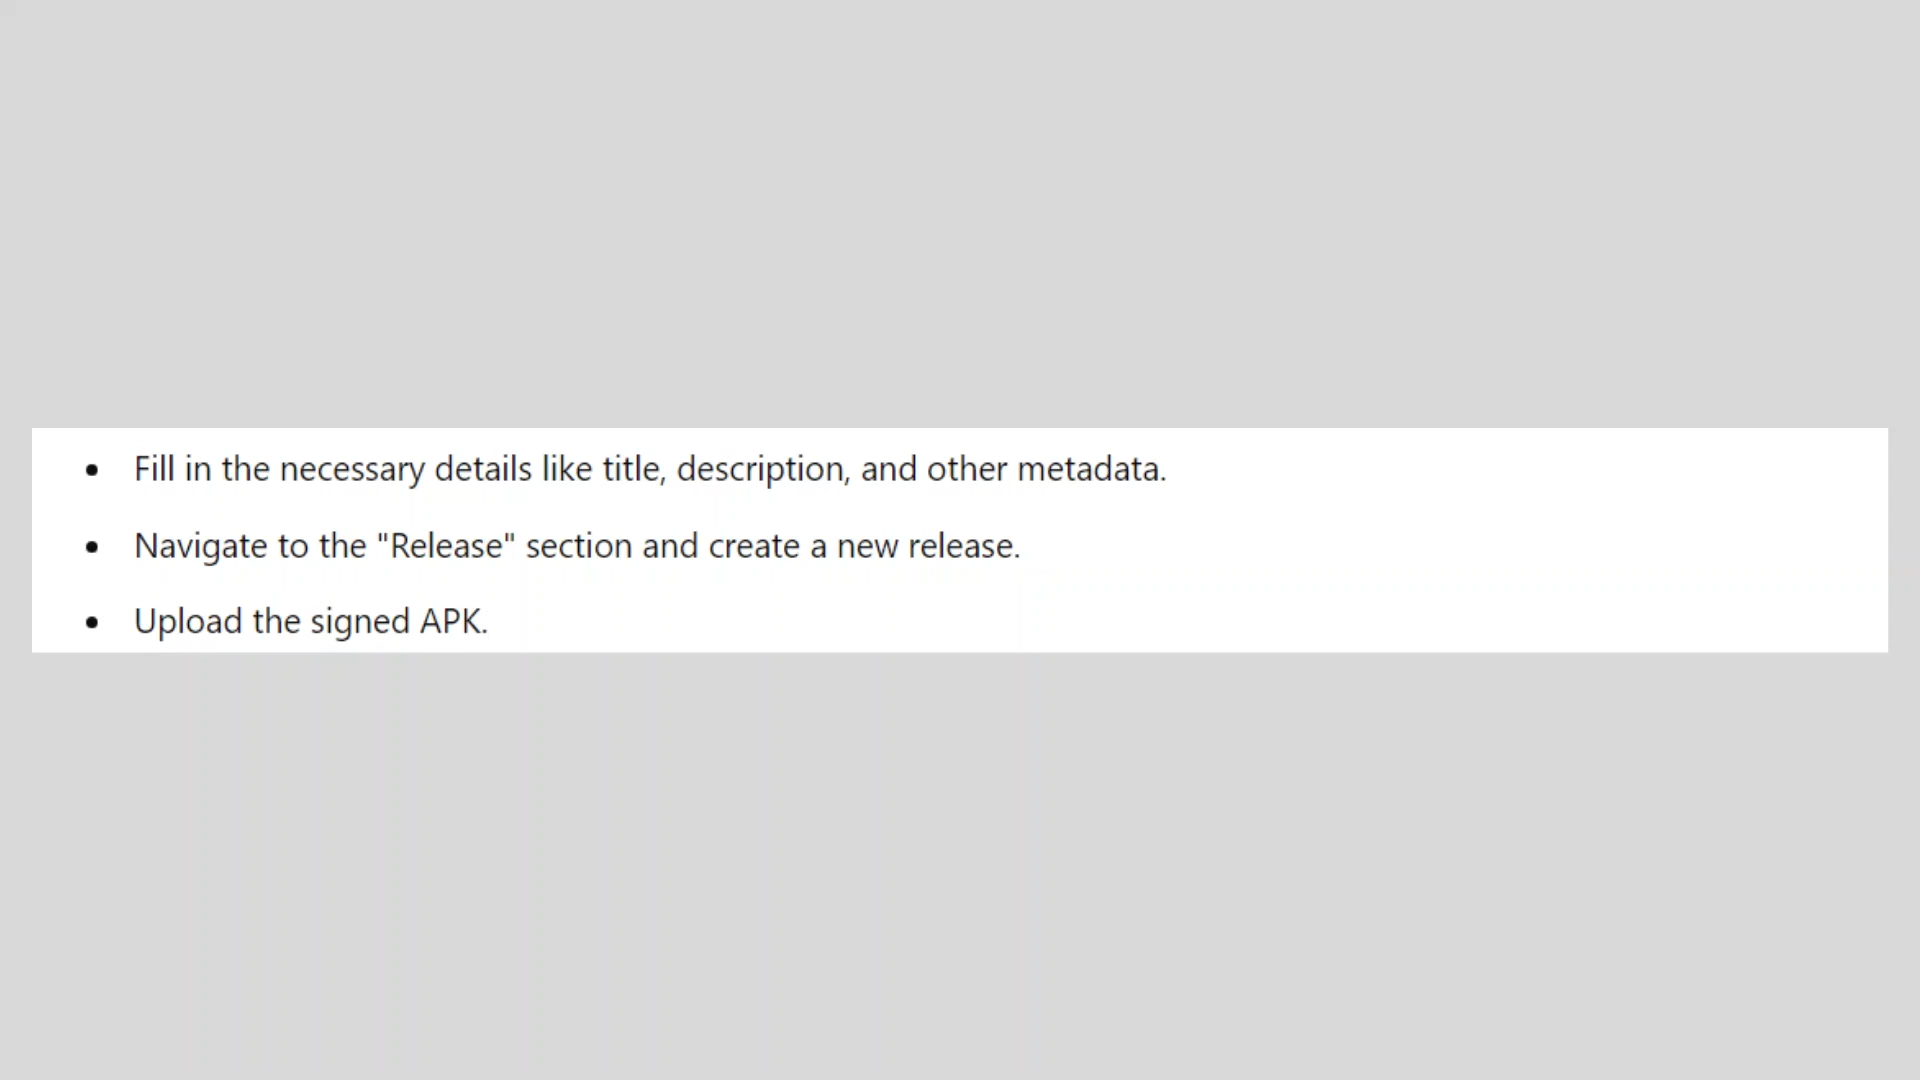 • Fill in the necessary details like title, description, and other metadata.
• Navigate to the "Release" section and create a new release.
• Upload the signed APK.